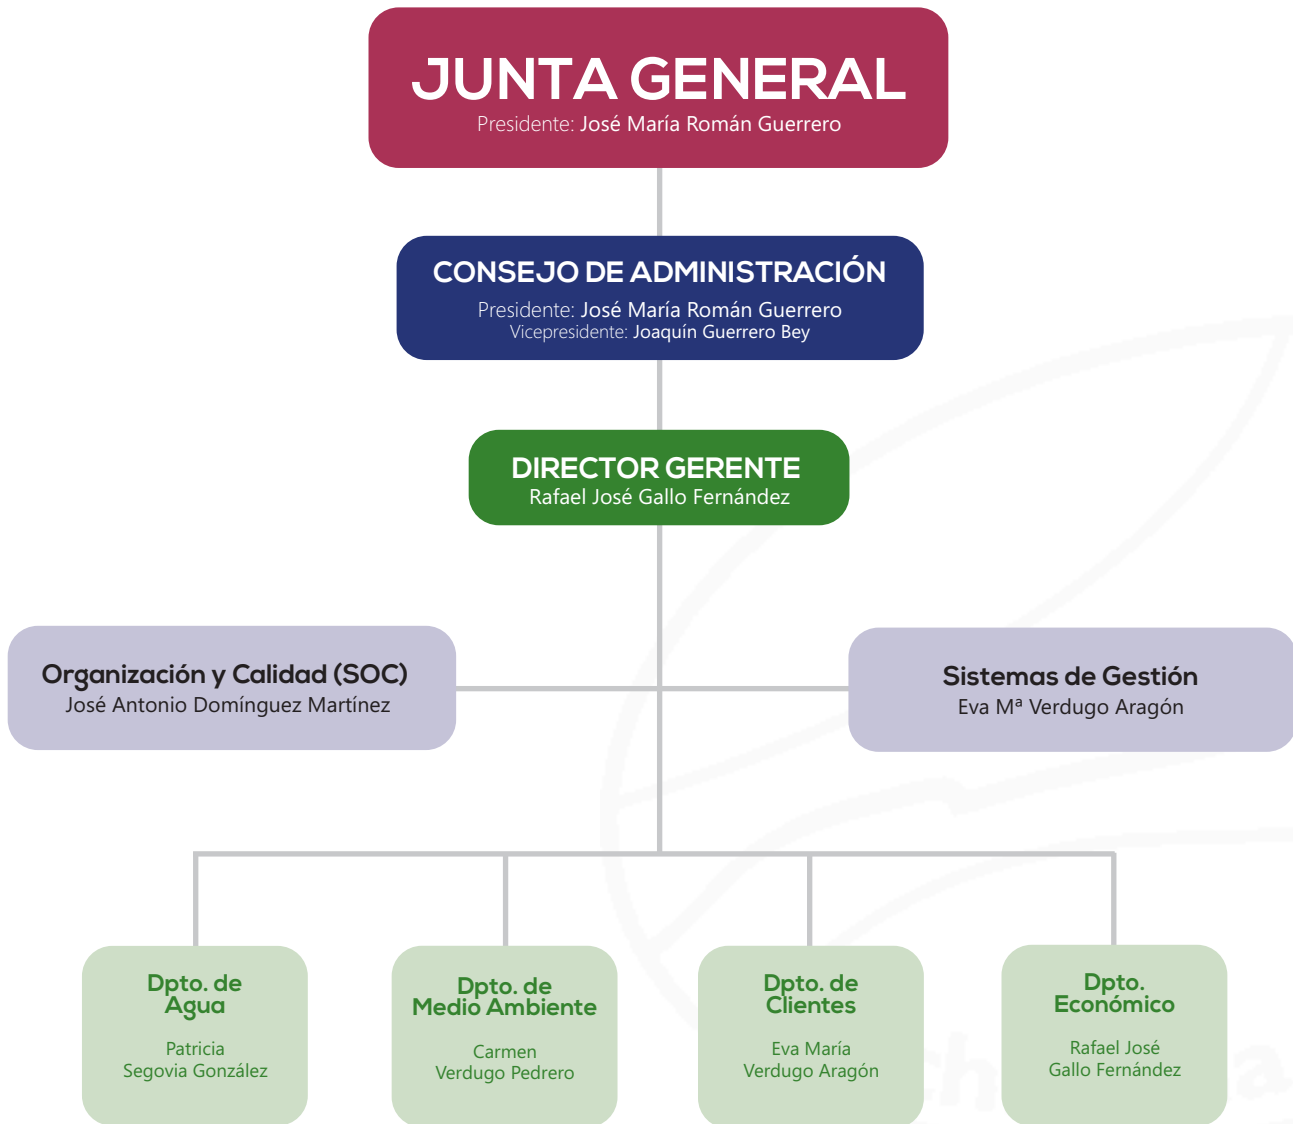 JUNTA GENERAL
Presidente: José María Román Guerrero
CONSEJO DE ADMINISTRACIÓN
Presidente: José María Román Guerrero
Vicepresidente: Joaquín Guerrero Bey
DIRECTOR GERENTE
Rafael José Gallo Fernández
Organización y Calidad (SOC)
José Antonio Domínguez Martínez
Sistemas de Gestión
Eva Mª Verdugo Aragón
Dpto. de
Agua
Patricia
Segovia González
Dpto. de
Medio Ambiente
Carmen
Verdugo Pedrero
Dpto. de
Clientes
Eva María
Verdugo Aragón
Dpto.
Económico
Rafael José
Gallo Fernández